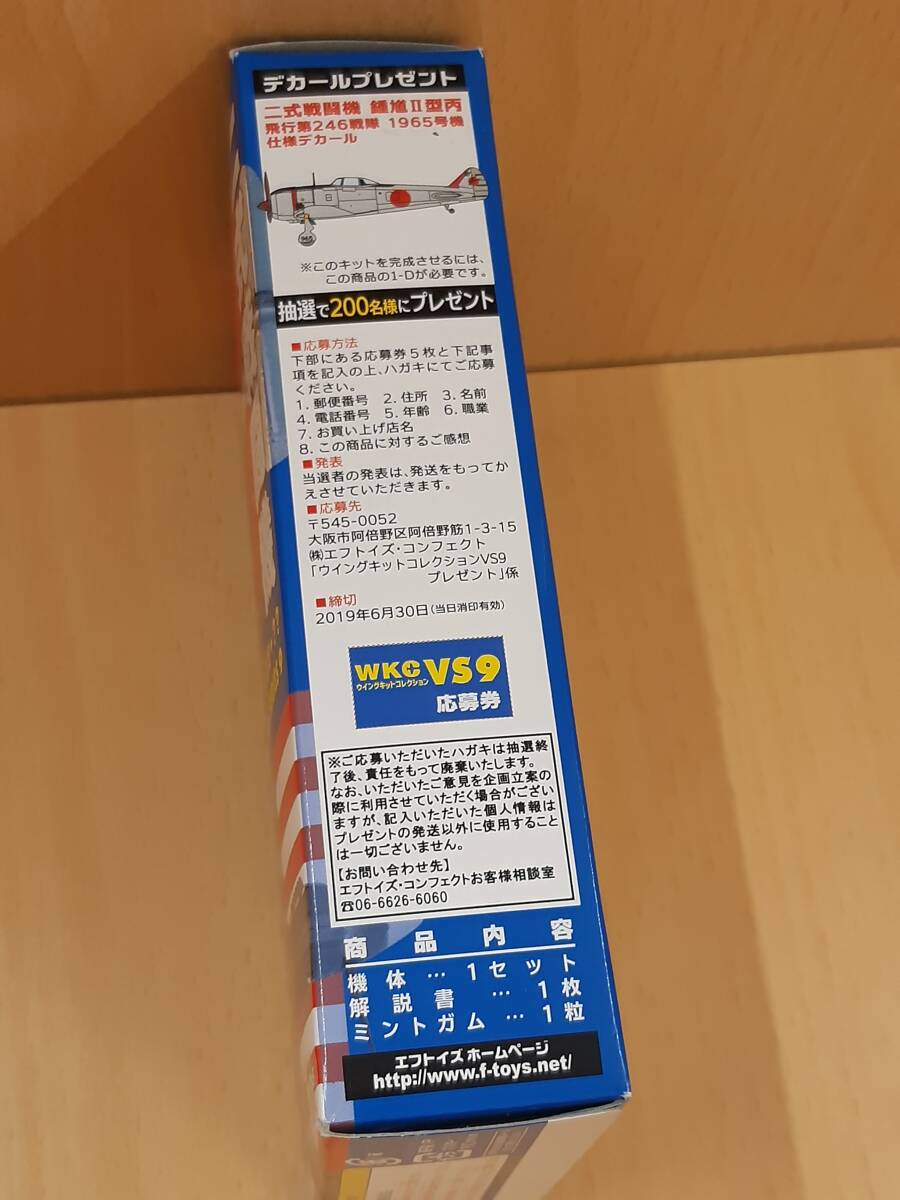 デカールプレゼント
二式戦闘機 鍾馗II型丙
飛行第246戦隊 1965号機
仕様デカール
※このキットを完成させるには、
この商品の1-Dが必要です。
抽選で200名様にプレゼント
■応募方法
下部にある応募券5枚と下記事
項を記入の上、ハガキにてご応募
ください。
1. 郵便番号 2. 住所 3. 名前
4. 電話番号 5. 年齢 6. 職業
7. お買い上げ店名
8. この商品に対するご感想
■発表
当選者の発表は、発送をもってか
えさせていただきます。
■応募先
〒545-0052
大阪市阿倍野区阿倍野筋1-3-15
㈱エフトイズ・コンフェクト
「ウイングキットコレクションVS9
プレゼント」係
■締切
2019年6月30日(当日消印有効)
WKC VS9
ウイングキットコレクション
応募券
※ご応募いただいたハガキは抽選終
了後、責任をもって廃棄いたします。
なお、いただいたご意見を企画立案の
際に利用させていただく場合がござい
ますが、記入いただいた個人情報は
プレゼントの発送以外に使用すること
は一切ございません。
【お問い合わせ先】
エフトイズ・コンフェクトお客様相談室
☎06-6626-6060
商品内容
機体…1セット
解説書…1枚
ミントガム…1粒
エフトイズ ホームページ
http://www.f-toys.net/